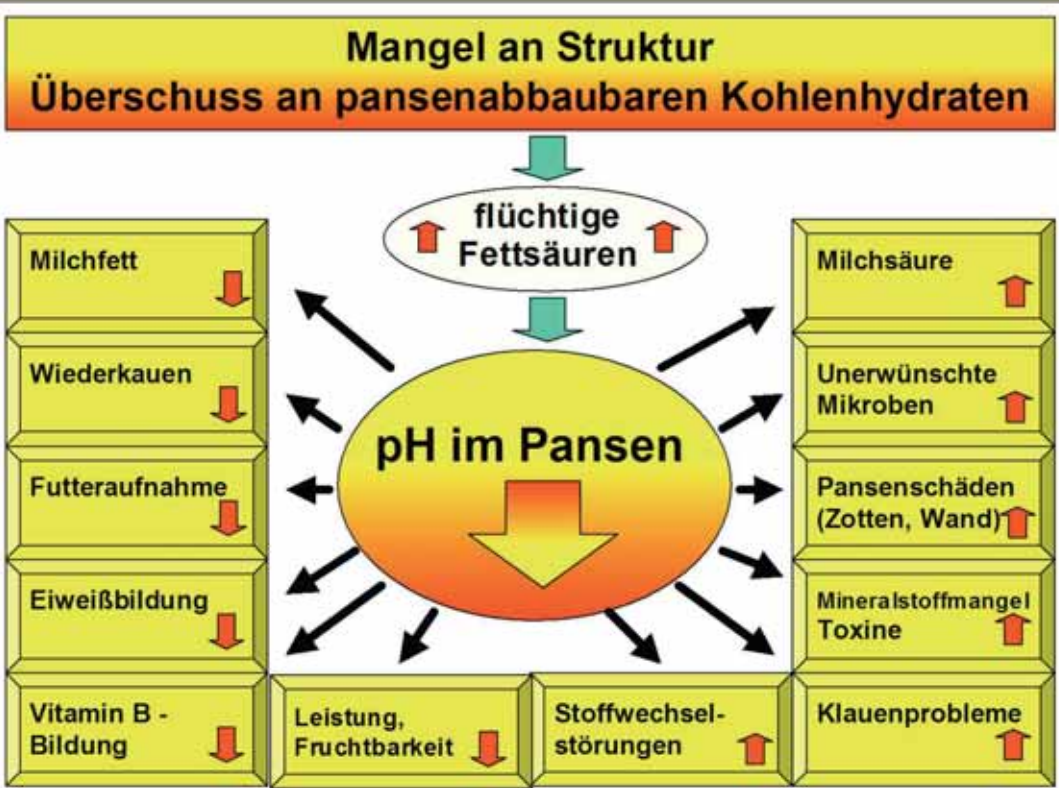 Mangel an Struktur
Überschuss an pansenabbaubaren Kohlenhydraten
flüchtige
Fettsäuren
Milchfett
Wiederkauen
Futteraufnahme
Eiweißbildung
Vitamin B -
Bildung
pH im Pansen
Leistung,
Fruchtbarkeit
Stoffwechsel-
störungen
Milchsäure
Unerwünschte
Mikroben
Pansenschäden
(Zotten, Wand)
Mineralstoffmangel
Toxine
Klauenprobleme